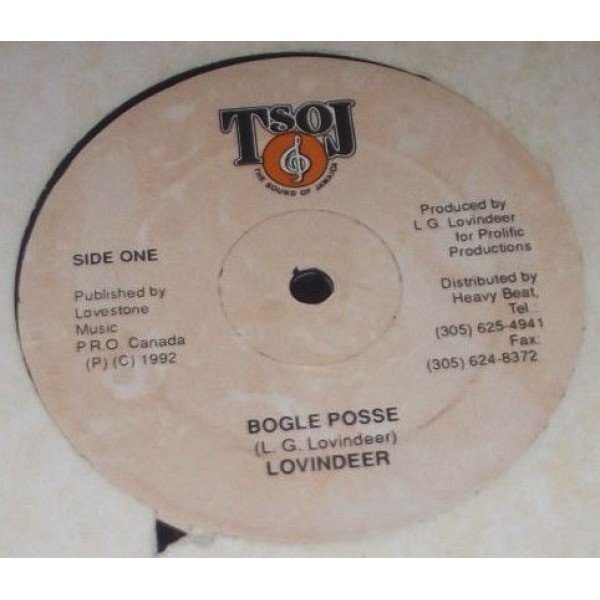 TSOJ
THE SOUND OF JAMAICA
SIDE ONE
Published by
Lovestone
Music
P.R.O. Canada
(P) (C) 1992
Produced by
L G. Lovindeer
for Prolific
Productions
Distributed by
Heavy Beat,
Tel.:
(305) 625-4941
Fax:
(305) 624-8372
BOGLE POSSE
(L. G. Lovindeer)
LOVINDEER